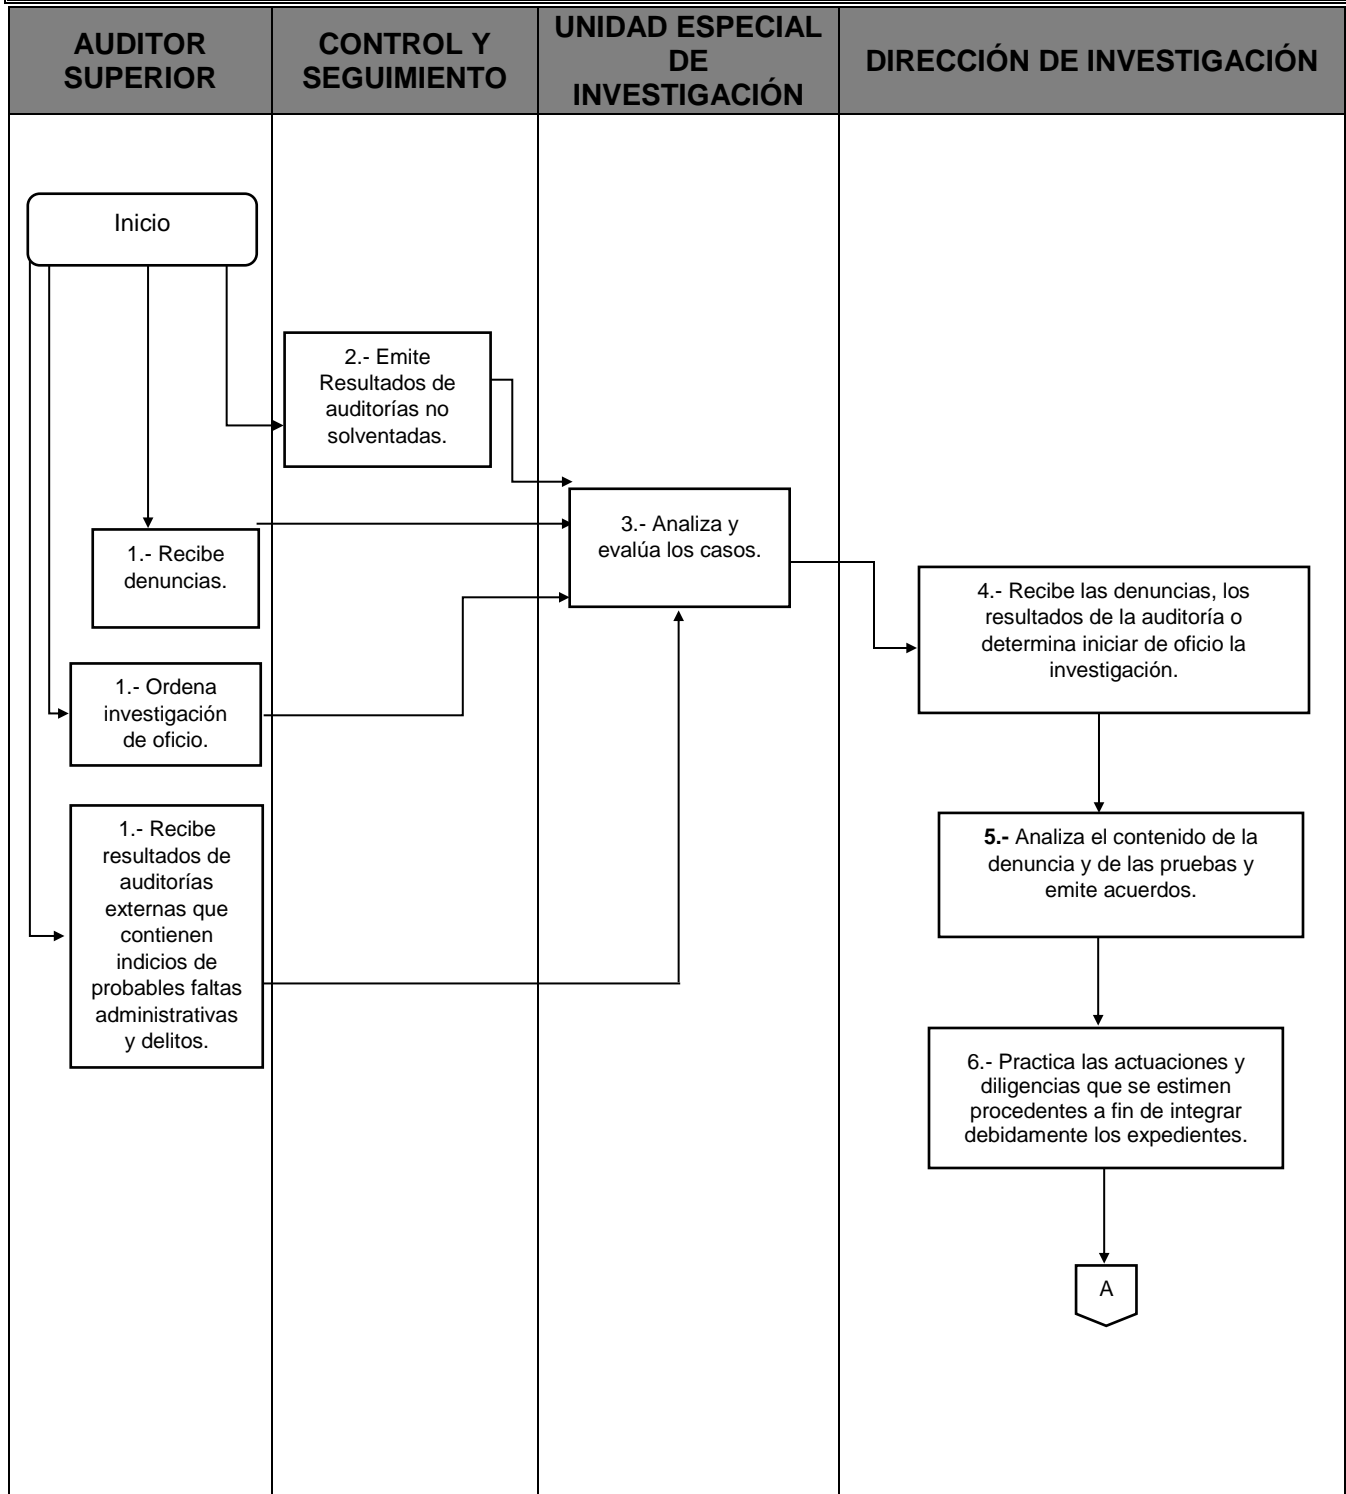 AUDITOR
SUPERIOR
CONTROL Y
SEGUIMIENTO
UNIDAD ESPECIAL
DE
INVESTIGACIÓN
DIRECCIÓN DE INVESTIGACIÓN
Inicio
1.- Recibe
denuncias.
1.- Ordena
investigación
de oficio.
1.- Recibe
resultados de
auditorías
externas que
contienen
indicios de
probables faltas
administrativas
y delitos.
2.- Emite
Resultados de
auditorías no
solventadas.
3.- Analiza y
evalúa los casos.
4.- Recibe las denuncias, los
resultados de la auditoría o
determina iniciar de oficio la
investigación.
5.- Analiza el contenido de la
denuncia y de las pruebas y
emite acuerdos.
6.- Practica las actuaciones y
diligencias que se estimen
procedentes a fin de integrar
debidamente los expedientes.
A